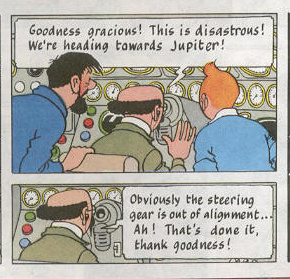 Goodness gracious! This is disastrous!
We're heading towards Jupiter!
Obviously the steering
gear is out of alignment...
Ah! That's done it,
thank goodness!